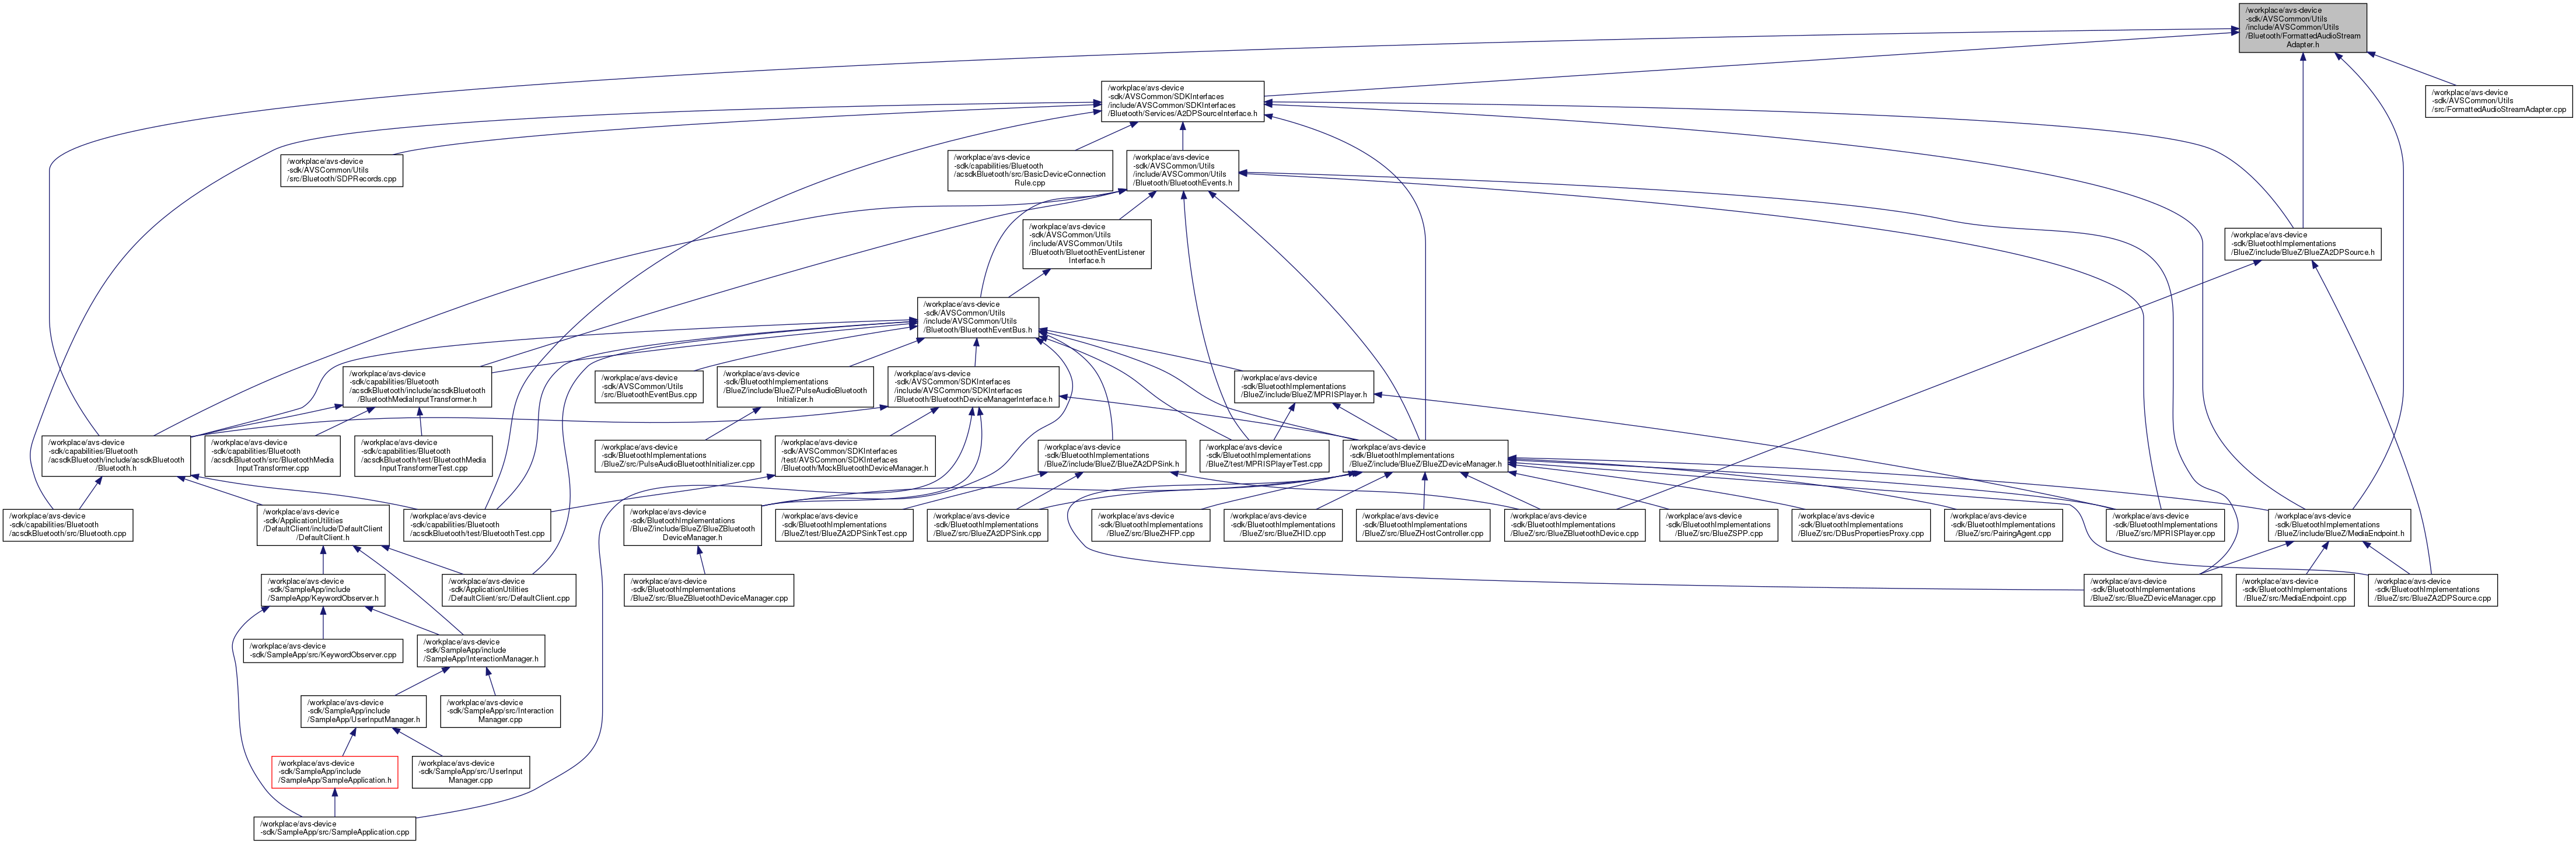 /workplace/avs-device
-sdk/AVSCommon/Utils
/include/AVSCommon/Utils
/Bluetooth/FormattedAudioStream
Adapter.h
/workplace/avs-device
-sdk/AVSCommon/SDKInterfaces
/include/AVSCommon/SDKInterfaces
/Bluetooth/Services/A2DPSourceInterface.h
/workplace/avs-device
-sdk/AVSCommon/Utils
/src/FormattedAudioStreamAdapter.cpp
/workplace/avs-device
-sdk/AVSCommon/Utils
/src/Bluetooth/SDPRecords.cpp
/workplace/avs-device
-sdk/capabilities/Bluetooth
/acsdkBluetooth/src/BasicDeviceConnection
Rule.cpp
/workplace/avs-device
-sdk/AVSCommon/Utils
/include/AVSCommon/Utils
/Bluetooth/BluetoothEvents.h
/workplace/avs-device
-sdk/AVSCommon/Utils
/include/AVSCommon/Utils
/Bluetooth/BluetoothEventListener
Interface.h
/workplace/avs-device
-sdk/BluetoothImplementations
/BlueZ/include/BlueZ/BlueZA2DPSource.h
/workplace/avs-device
-sdk/AVSCommon/Utils
/include/AVSCommon/Utils
/Bluetooth/BluetoothEventBus.h
/workplace/avs-device
-sdk/capabilities/Bluetooth
/acsdkBluetooth/include/acsdkBluetooth
/BluetoothMediaInputTransformer.h
/workplace/avs-device
-sdk/AVSCommon/Utils
/src/BluetoothEventBus.cpp
/workplace/avs-device
-sdk/BluetoothImplementations
/BlueZ/include/BlueZ/PulseAudioBluetooth
Initializer.h
/workplace/avs-device
-sdk/AVSCommon/SDKInterfaces
/include/AVSCommon/SDKInterfaces
/Bluetooth/BluetoothDeviceManagerInterface.h
/workplace/avs-device
-sdk/BluetoothImplementations
/BlueZ/include/BlueZ/MPRISPlayer.h
/workplace/avs-device
-sdk/capabilities/Bluetooth
/acsdkBluetooth/include/acsdkBluetooth
/Bluetooth.h
/workplace/avs-device
-sdk/capabilities/Bluetooth
/acsdkBluetooth/src/BluetoothMedia
InputTransformer.cpp
/workplace/avs-device
-sdk/capabilities/Bluetooth
/acsdkBluetooth/test/BluetoothMedia
InputTransformerTest.cpp
/workplace/avs-device
-sdk/BluetoothImplementations
/BlueZ/src/PulseAudioBluetoothInitializer.cpp
/workplace/avs-device
-sdk/AVSCommon/SDKInterfaces
/test/AVSCommon/SDKInterfaces
/Bluetooth/MockBluetoothDeviceManager.h
/workplace/avs-device
-sdk/BluetoothImplementations
/BlueZ/include/BlueZ/BlueZA2DPSink.h
/workplace/avs-device
-sdk/BluetoothImplementations
/BlueZ/test/MPRISPlayerTest.cpp
/workplace/avs-device
-sdk/BluetoothImplementations
/BlueZ/include/BlueZ/BlueZDeviceManager.h
/workplace/avs-device
-sdk/capabilities/Bluetooth
/acsdkBluetooth/src/Bluetooth.cpp
/workplace/avs-device
-sdk/ApplicationUtilities
/DefaultClient/include/DefaultClient
/DefaultClient.h
/workplace/avs-device
-sdk/capabilities/Bluetooth
/acsdkBluetooth/test/BluetoothTest.cpp
/workplace/avs-device
-sdk/BluetoothImplementations
/BlueZ/include/BlueZ/BlueZBluetooth
DeviceManager.h
/workplace/avs-device
-sdk/BluetoothImplementations
/BlueZ/test/BlueZA2DPSinkTest.cpp
/workplace/avs-device
-sdk/BluetoothImplementations
/BlueZ/src/BlueZA2DPSink.cpp
/workplace/avs-device
-sdk/BluetoothImplementations
/BlueZ/src/BlueZHFP.cpp
/workplace/avs-device
-sdk/BluetoothImplementations
/BlueZ/src/BlueZHID.cpp
/workplace/avs-device
-sdk/BluetoothImplementations
/BlueZ/src/BlueZHostController.cpp
/workplace/avs-device
-sdk/BluetoothImplementations
/BlueZ/src/BlueZBluetoothDevice.cpp
/workplace/avs-device
-sdk/BluetoothImplementations
/BlueZ/src/BlueZSPP.cpp
/workplace/avs-device
-sdk/BluetoothImplementations
/BlueZ/src/DBusPropertiesProxy.cpp
/workplace/avs-device
-sdk/BluetoothImplementations
/BlueZ/src/PairingAgent.cpp
/workplace/avs-device
-sdk/BluetoothImplementations
/BlueZ/src/MPRISPlayer.cpp
/workplace/avs-device
-sdk/BluetoothImplementations
/BlueZ/include/BlueZ/MediaEndpoint.h
/workplace/avs-device
-sdk/SampleApp/include
/SampleApp/KeywordObserver.h
/workplace/avs-device
-sdk/ApplicationUtilities
/DefaultClient/src/DefaultClient.cpp
/workplace/avs-device
-sdk/BluetoothImplementations
/BlueZ/src/BlueZBluetoothDeviceManager.cpp
/workplace/avs-device
-sdk/BluetoothImplementations
/BlueZ/src/BlueZDeviceManager.cpp
/workplace/avs-device
-sdk/BluetoothImplementations
/BlueZ/src/MediaEndpoint.cpp
/workplace/avs-device
-sdk/BluetoothImplementations
/BlueZ/src/BlueZA2DPSource.cpp
/workplace/avs-device
-sdk/SampleApp/src/KeywordObserver.cpp
/workplace/avs-device
-sdk/SampleApp/include
/SampleApp/InteractionManager.h
/workplace/avs-device
-sdk/SampleApp/include
/SampleApp/UserInputManager.h
/workplace/avs-device
-sdk/SampleApp/src/Interaction
Manager.cpp
/workplace/avs-device
-sdk/SampleApp/include
/SampleApp/SampleApplication.h
/workplace/avs-device
-sdk/SampleApp/src/UserInput
Manager.cpp
/workplace/avs-device
-sdk/SampleApp/src/SampleApplication.cpp